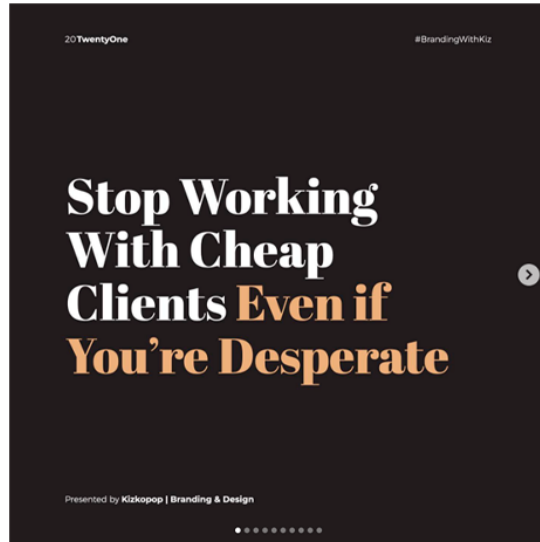 20TwentyOne
#BrandingWithKiz
Stop Working
With Cheap
Clients Even if
You're Desperate
Presented by Kizkopop | Branding & Design